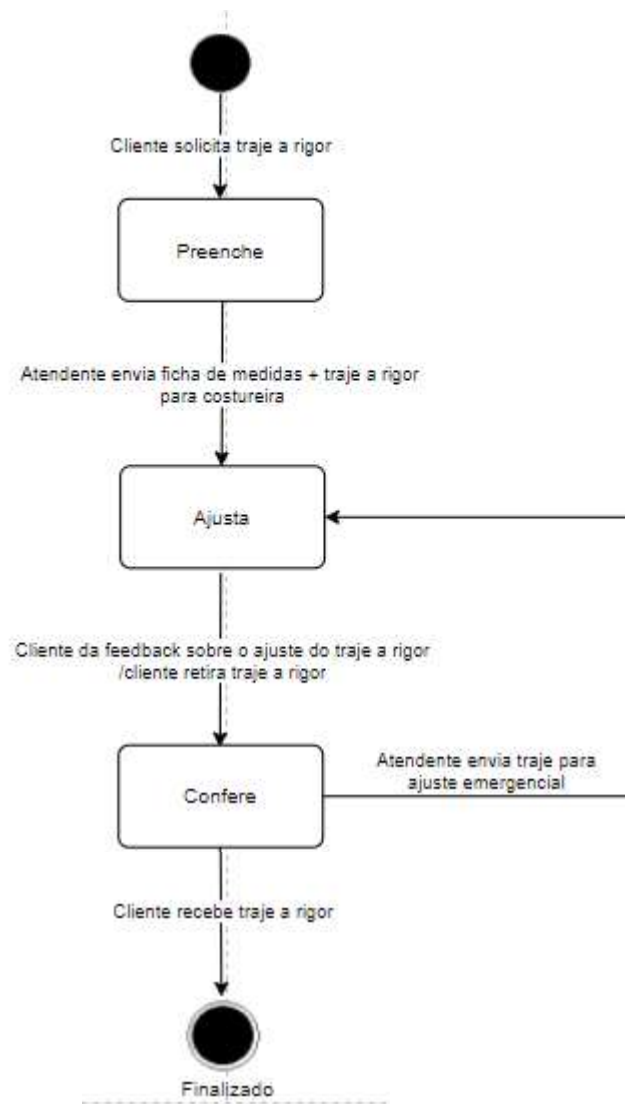 Cliente solicita traje a rigor
Preenche
Atendente envia ficha de medidas + traje a rigor
para costureira
Ajusta
Cliente da feedback sobre o ajuste do traje a rigor
/cliente retira traje a rigor
Atendente envia traje para
ajuste emergencial
Confere
Cliente recebe traje a rigor
Finalizado